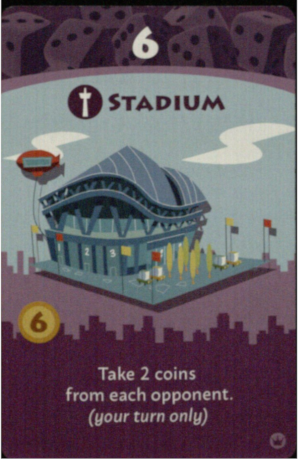 6
STADIUM
6
Take 2 coins
from each opponent.
(your turn only)